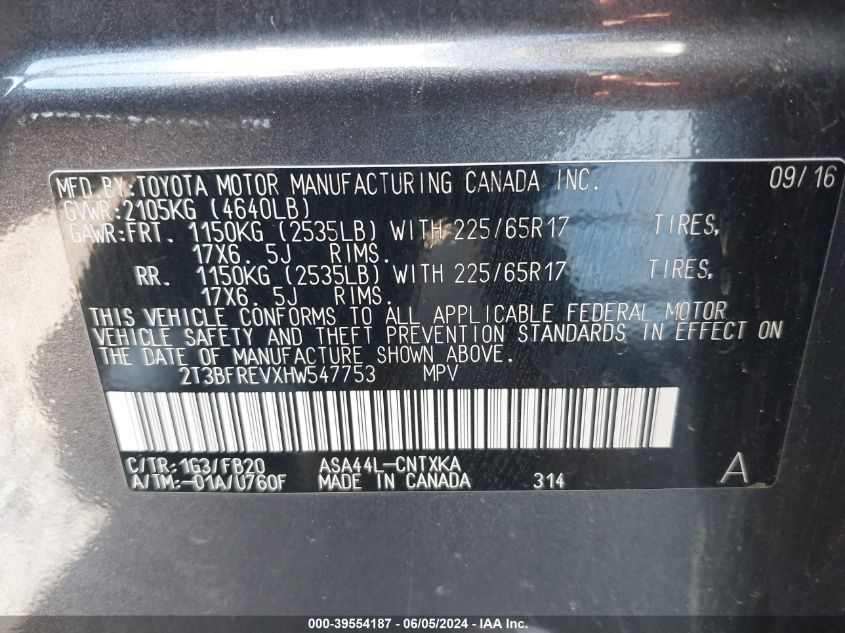 MFD BY:TOYOTA MOTOR MANUFACTURING CANADA INC. 09/16
GVWR:2105KG (4640LB)
GAWR:FRT. 1150KG (2535LB) WITH 225/65R17 TIRES,
17X6. 5J RIMS.
RR. 1150KG (2535LB) WITH 225/65R17 TIRES,
17X6. 5J RIMS.
THIS VEHICLE CONFORMS TO ALL APPLICABLE FEDERAL MOTOR
VEHICLE SAFETY AND THEFT PREVENTION STANDARDS IN EFFECT ON
THE DATE OF MANUFACTURE SHOWN ABOVE.
2T3BFREVXHW547753 MPV
C/TR:1G3/FB20 ASA44L-CNTXKA A
A/TM:-01A/U760F MADE IN CANADA 314
000-39554187 - 06/05/2024 - IAA Inc.